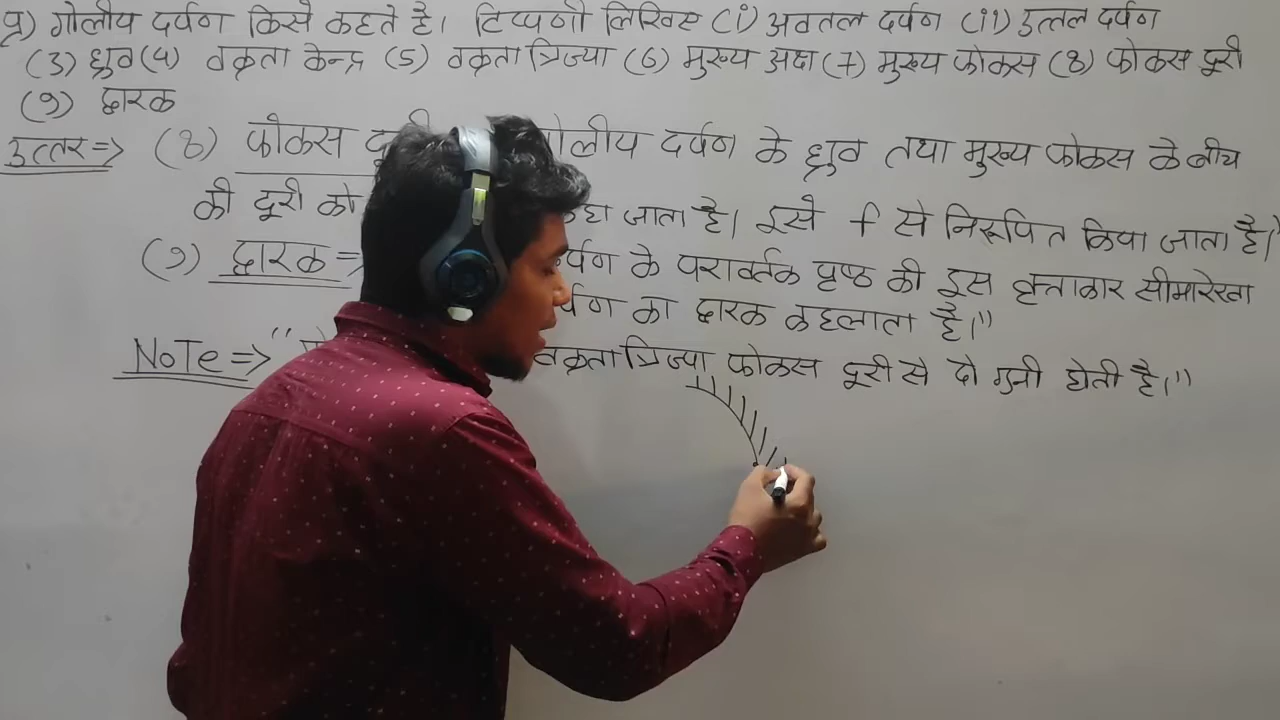 प्र) गोलीय दर्पण किसे कहते है। टिप्पणी लिखिए (i) अवतल दर्पण (ii) उत्तल दर्पण
(3) ध्रुव (4) वक्रता केन्द्र (5) वक्रता त्रिज्या (6) मुख्य अक्ष (7) मुख्य फोकस (8) फोकस दूरी
(9) द्वारक
उत्तर=> (8) फोकस गोलीय दर्पण के ध्रुव तथा मुख्य फोकस के बीच
की दूरी को कहा जाता है। इसे f से निरूपित किया जाता है।
(9) द्वारक=> दर्पण के परावर्तक पृष्ठ की इस वृत्ताकार सीमारेखा
दर्पण का द्वारक कहलाता है।"
NoTe=>" वक्रता त्रिज्या फोकस दूरी से दो गुनी होती है।"